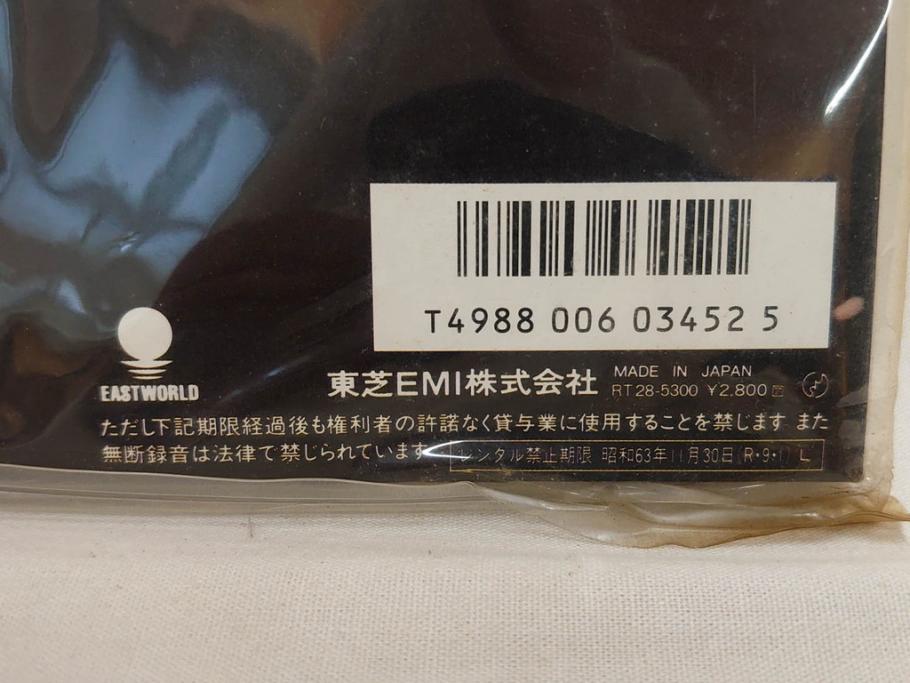 T4988 006 03452 5
EASTWORLD
東芝EMI株式会社
MADE IN JAPAN
RT28-5300 ¥2,800
ただし下記期限経過後も権利者の許諾なく貸与業に使用することを禁じます また
無断録音は法律で禁じられています
レンタル禁止期限 昭和63年11月30日(R・9・1) L